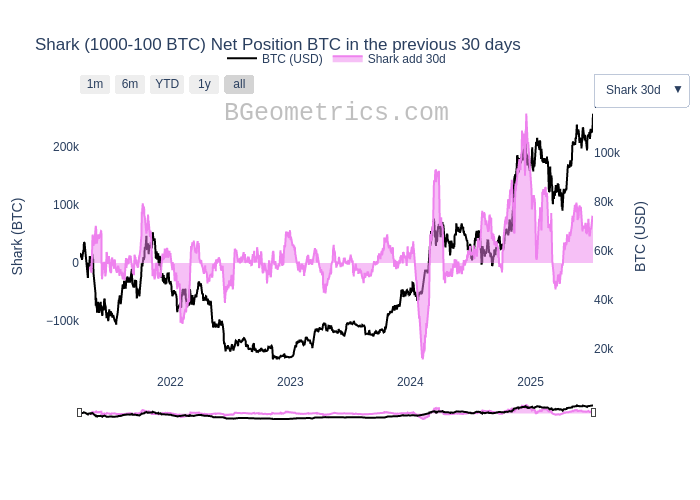 Shark (1000-100 BTC) Net Position BTC in the previous 30 days
BTC (USD) Shark add 30d
1m 6m YTD 1y all
Shark 30d ▼
BGeometrics.com
200k
100k
0
−100k
Shark (BTC)
100k
80k
60k
40k
20k
BTC (USD)
2022 2023 2024 2025